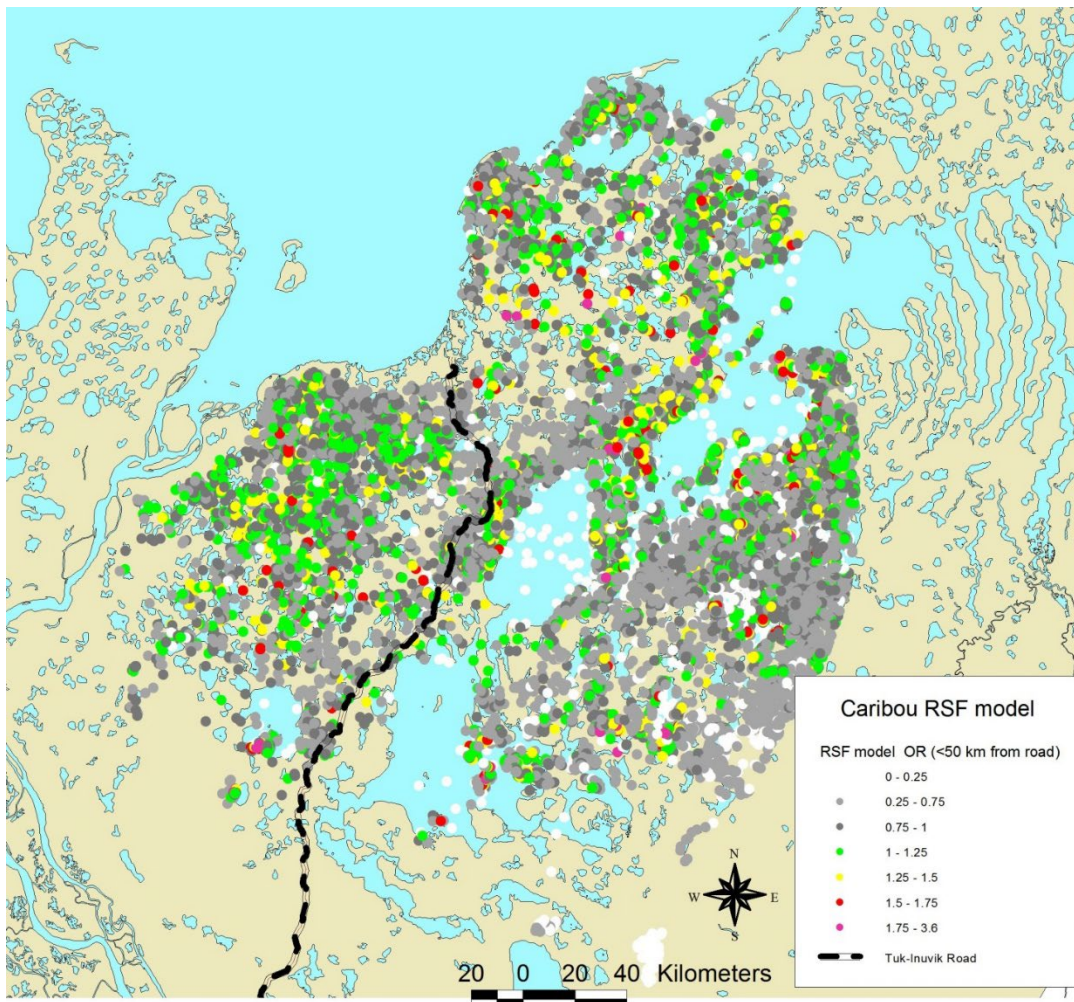 Caribou RSF model
RSF model OR (<50 km from road)
0 - 0.25
0.25 - 0.75
0.75 - 1
1 - 1.25
1.25 - 1.5
1.5 - 1.75
1.75 - 3.6
Tuk-Inuvik Road
N
W E
S
20 0 20 40 Kilometers